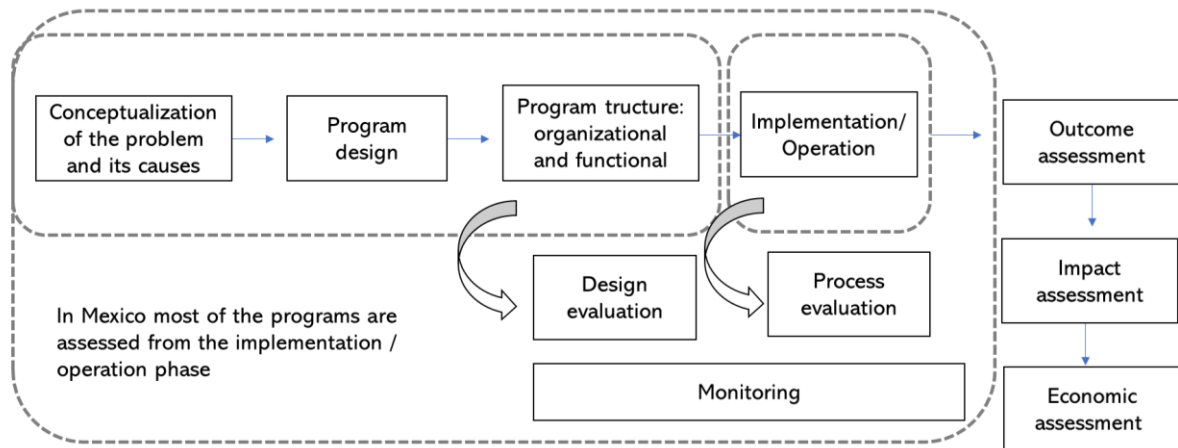 Conceptualization
of the problem
and its causes
Program
design
Program tructure:
organizational
and functional
Implementation/
Operation
Outcome
assessment
Design
evaluation
Process
evaluation
Impact
assessment
In Mexico most of the programs are
assessed from the implementation /
operation phase
Monitoring
Economic
assessment